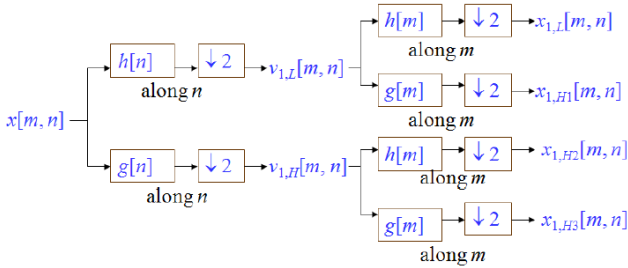 x[m, n]
h[n]
↓2
along n
v₁,L[m, n]
h[m]
↓2
along m
x₁,L[m, n]
g[m]
↓2
along m
x₁,H1[m, n]
g[n]
↓2
along n
v₁,H[m, n]
h[m]
↓2
along m
x₁,H2[m, n]
g[m]
↓2
along m
x₁,H3[m, n]